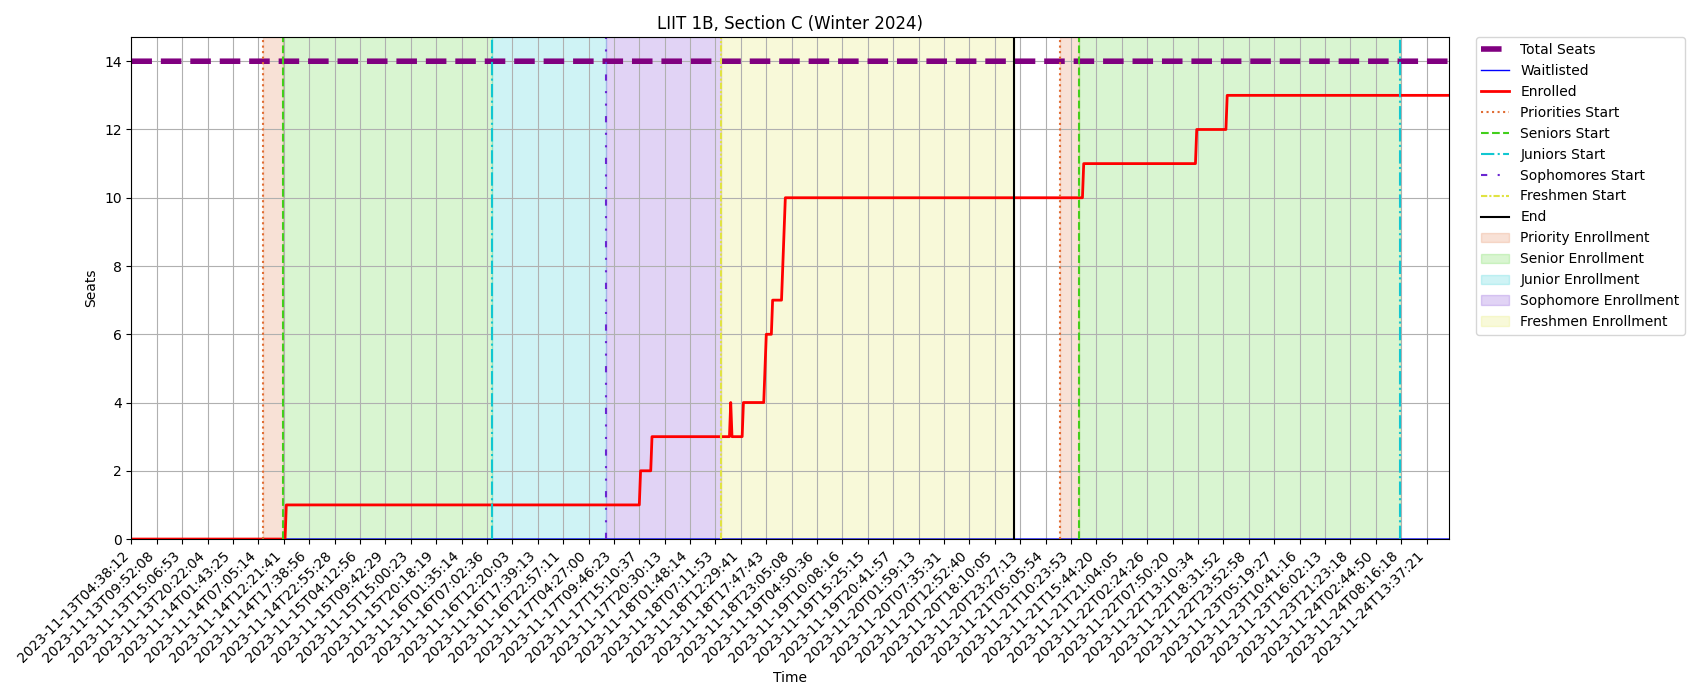 LIIT 1B, Section C (Winter 2024)
Seats
14
12
10
8
6
4
2
0
2023-11-13T04:38:12
2023-11-13T09:52:08
2023-11-13T15:06:53
2023-11-13T20:22:04
2023-11-14T01:43:25
2023-11-14T07:05:14
2023-11-14T12:21:41
2023-11-14T17:38:56
2023-11-14T22:55:28
2023-11-15T04:12:56
2023-11-15T09:42:29
2023-11-15T15:00:23
2023-11-15T20:18:19
2023-11-16T01:35:14
2023-11-16T07:02:36
2023-11-16T12:20:03
2023-11-16T17:39:13
2023-11-16T22:57:11
2023-11-17T04:27:00
2023-11-17T09:46:23
2023-11-17T15:10:37
2023-11-17T20:30:13
2023-11-18T01:48:14
2023-11-18T07:11:53
2023-11-18T12:29:41
2023-11-18T17:47:43
2023-11-18T23:05:08
2023-11-19T04:50:36
2023-11-19T10:08:16
2023-11-19T15:25:15
2023-11-19T20:41:57
2023-11-20T01:59:13
2023-11-20T07:35:31
2023-11-20T12:52:40
2023-11-20T18:10:05
2023-11-20T23:27:13
2023-11-21T05:05:54
2023-11-21T10:23:53
2023-11-21T15:44:20
2023-11-21T21:04:05
2023-11-22T02:24:26
2023-11-22T07:50:20
2023-11-22T13:10:34
2023-11-22T18:31:52
2023-11-22T23:52:58
2023-11-23T05:19:27
2023-11-23T10:41:16
2023-11-23T16:02:13
2023-11-23T21:23:18
2023-11-24T02:44:50
2023-11-24T08:16:18
2023-11-24T13:37:21
Time
Total Seats
Waitlisted
Enrolled
Priorities Start
Seniors Start
Juniors Start
Sophomores Start
Freshmen Start
End
Priority Enrollment
Senior Enrollment
Junior Enrollment
Sophomore Enrollment
Freshmen Enrollment